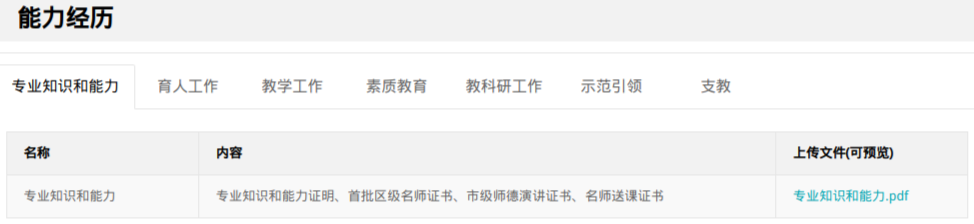 能力经历
专业知识和能力 育人工作 教学工作 素质教育 教科研工作 示范引领 支教
名称 内容 上传文件(可预览)
专业知识和能力 专业知识和能力证明、首批区级名师证书、市级师德演讲证书、名师送课证书 专业知识和能力.pdf